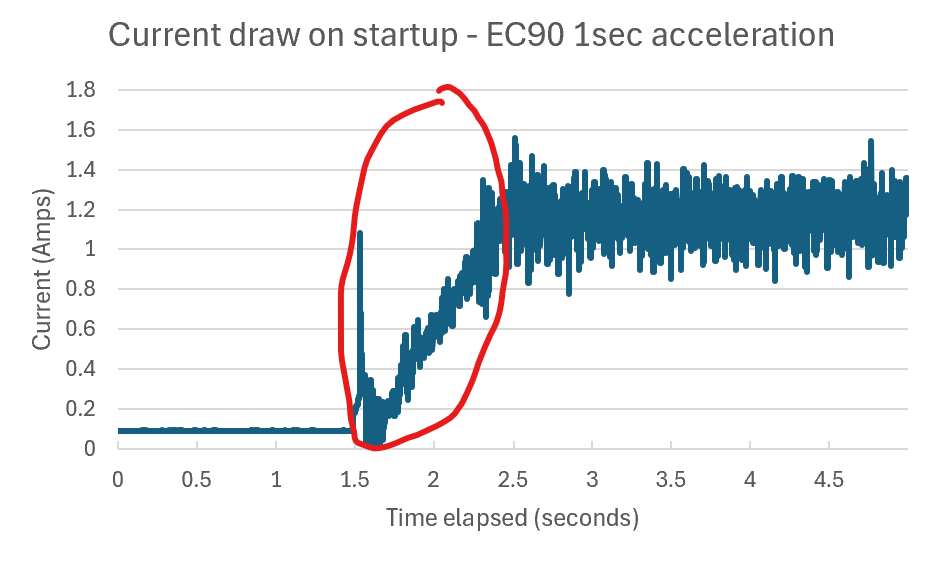 Current draw on startup - EC90 1sec acceleration
1.8
1.6
1.4
1.2
1
0.8
0.6
0.4
0.2
0
Current (Amps)
0 0.5 1 1.5 2 2.5 3 3.5 4 4.5
Time elapsed (seconds)